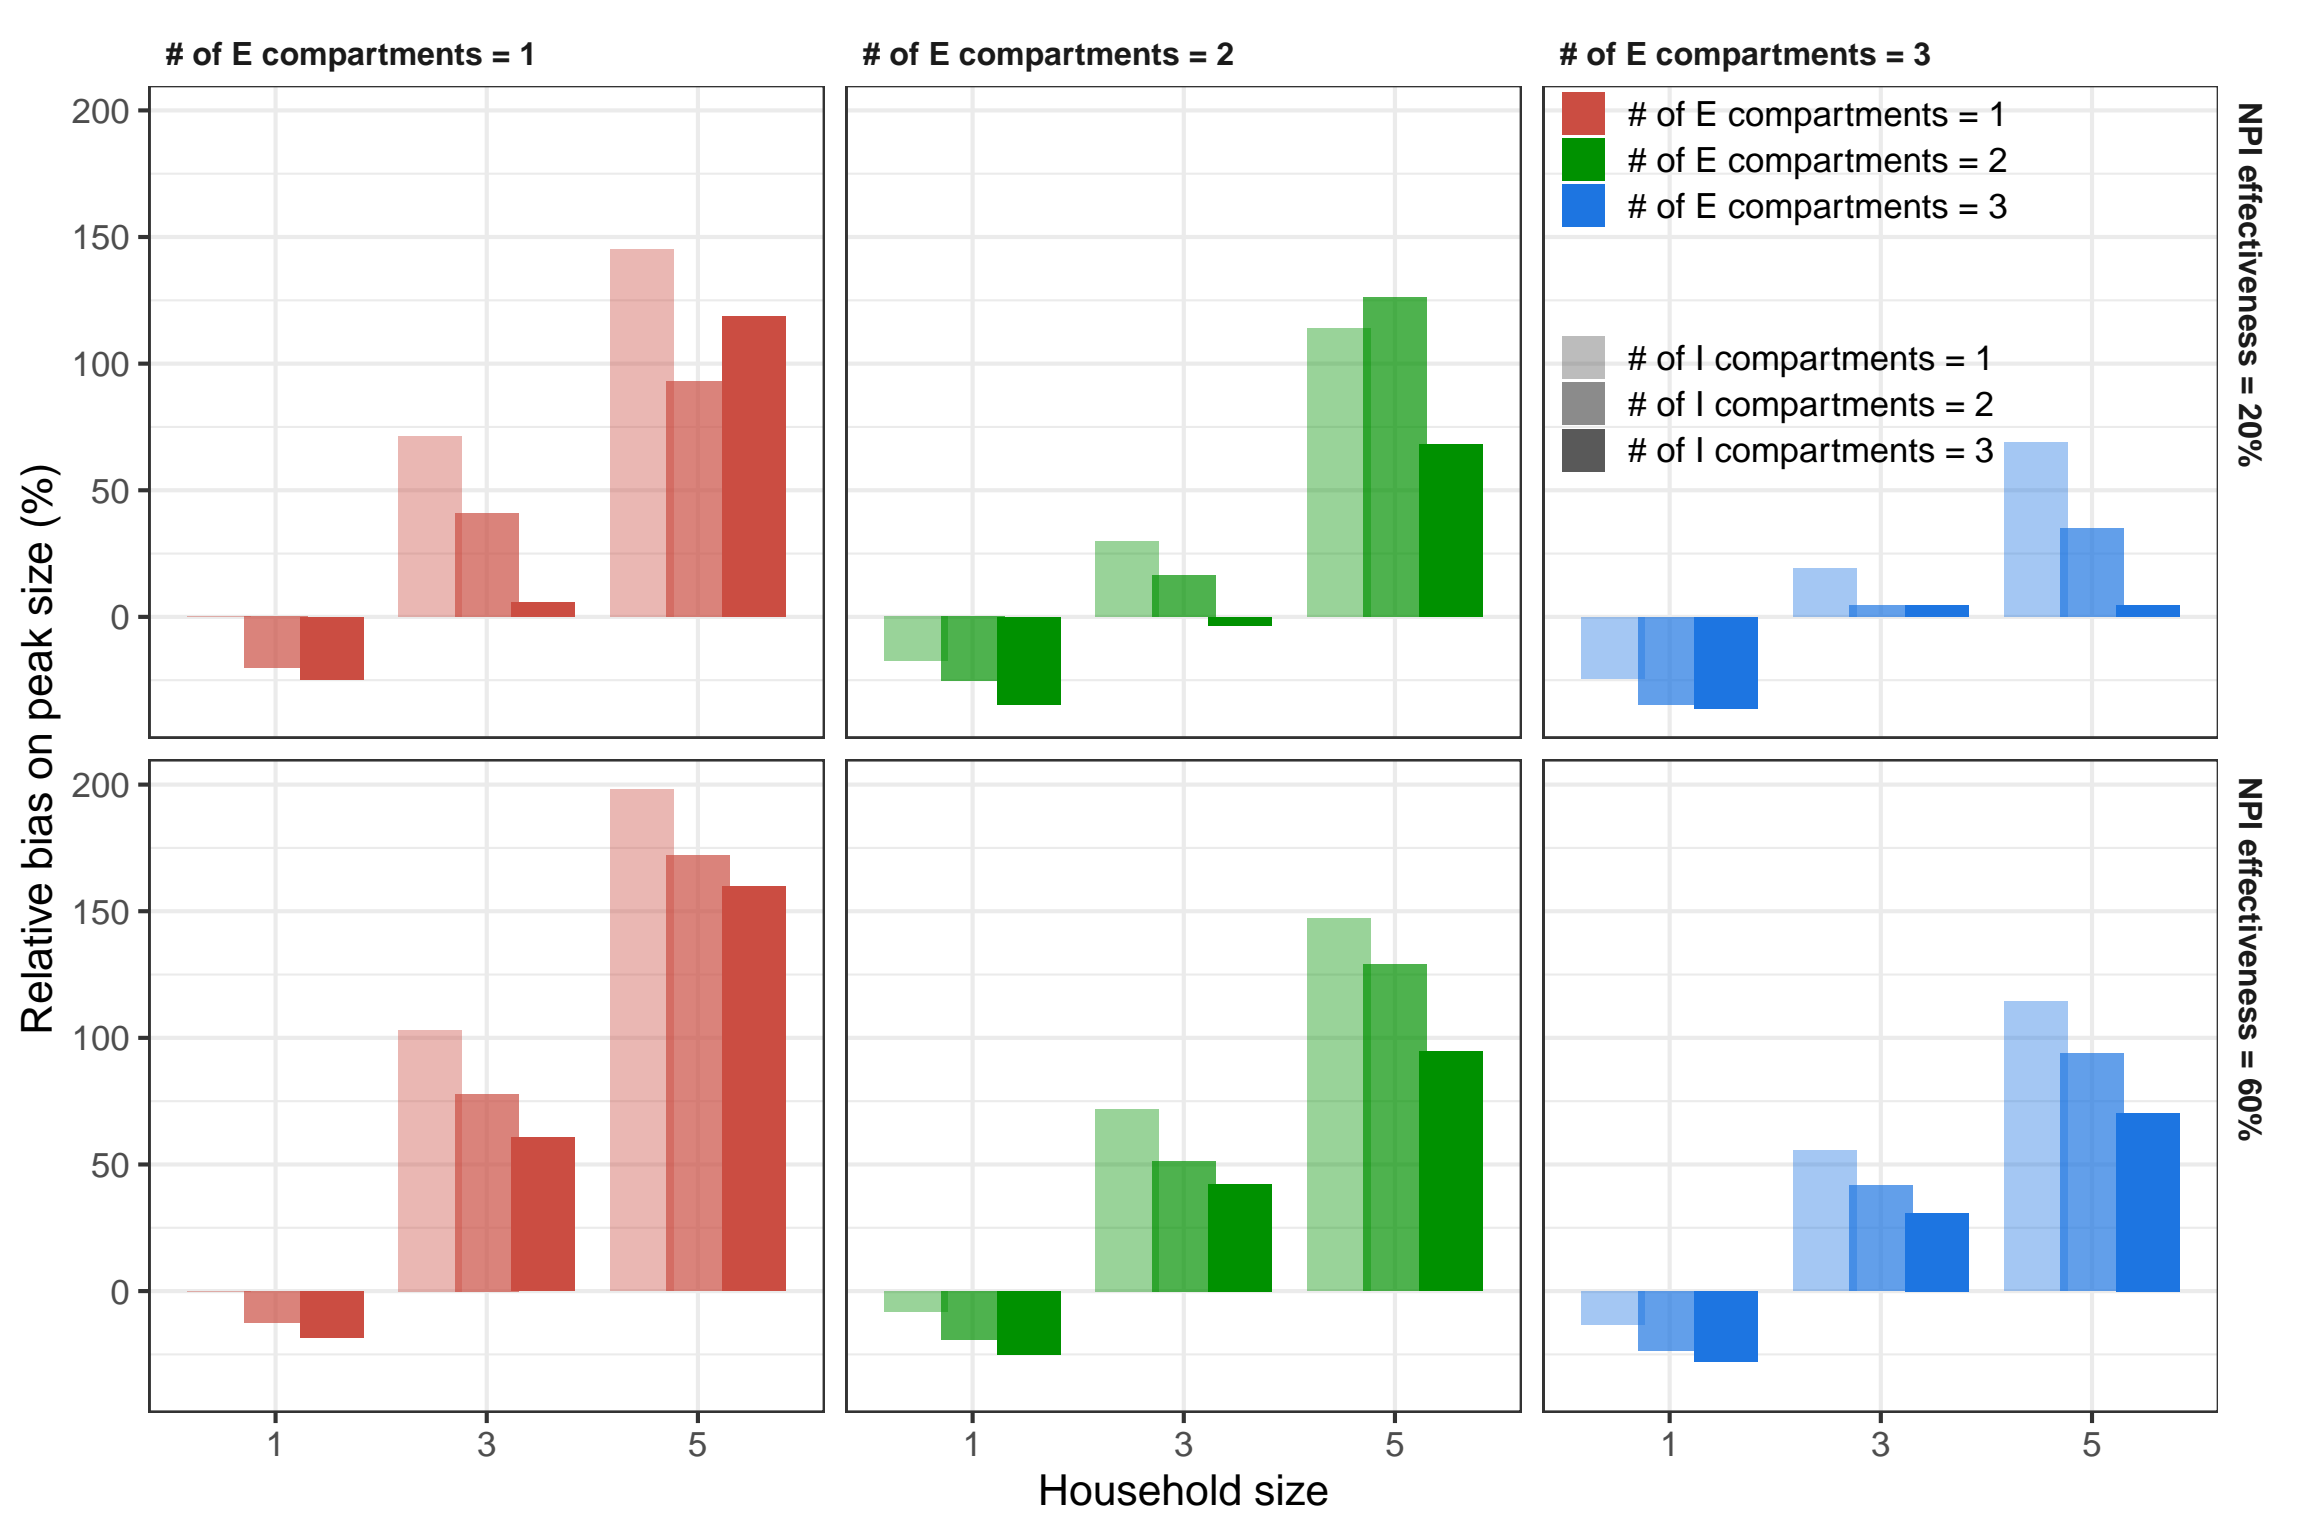 # of E compartments = 1
# of E compartments = 2
# of E compartments = 3
200
150
100
50
0
# of E compartments = 1
# of E compartments = 2
# of E compartments = 3
# of I compartments = 1
# of I compartments = 2
# of I compartments = 3
NPI effectiveness = 20%
Relative bias on peak size (%)
200
150
100
50
0
NPI effectiveness = 60%
1
3
5
1
3
5
1
3
5
Household size